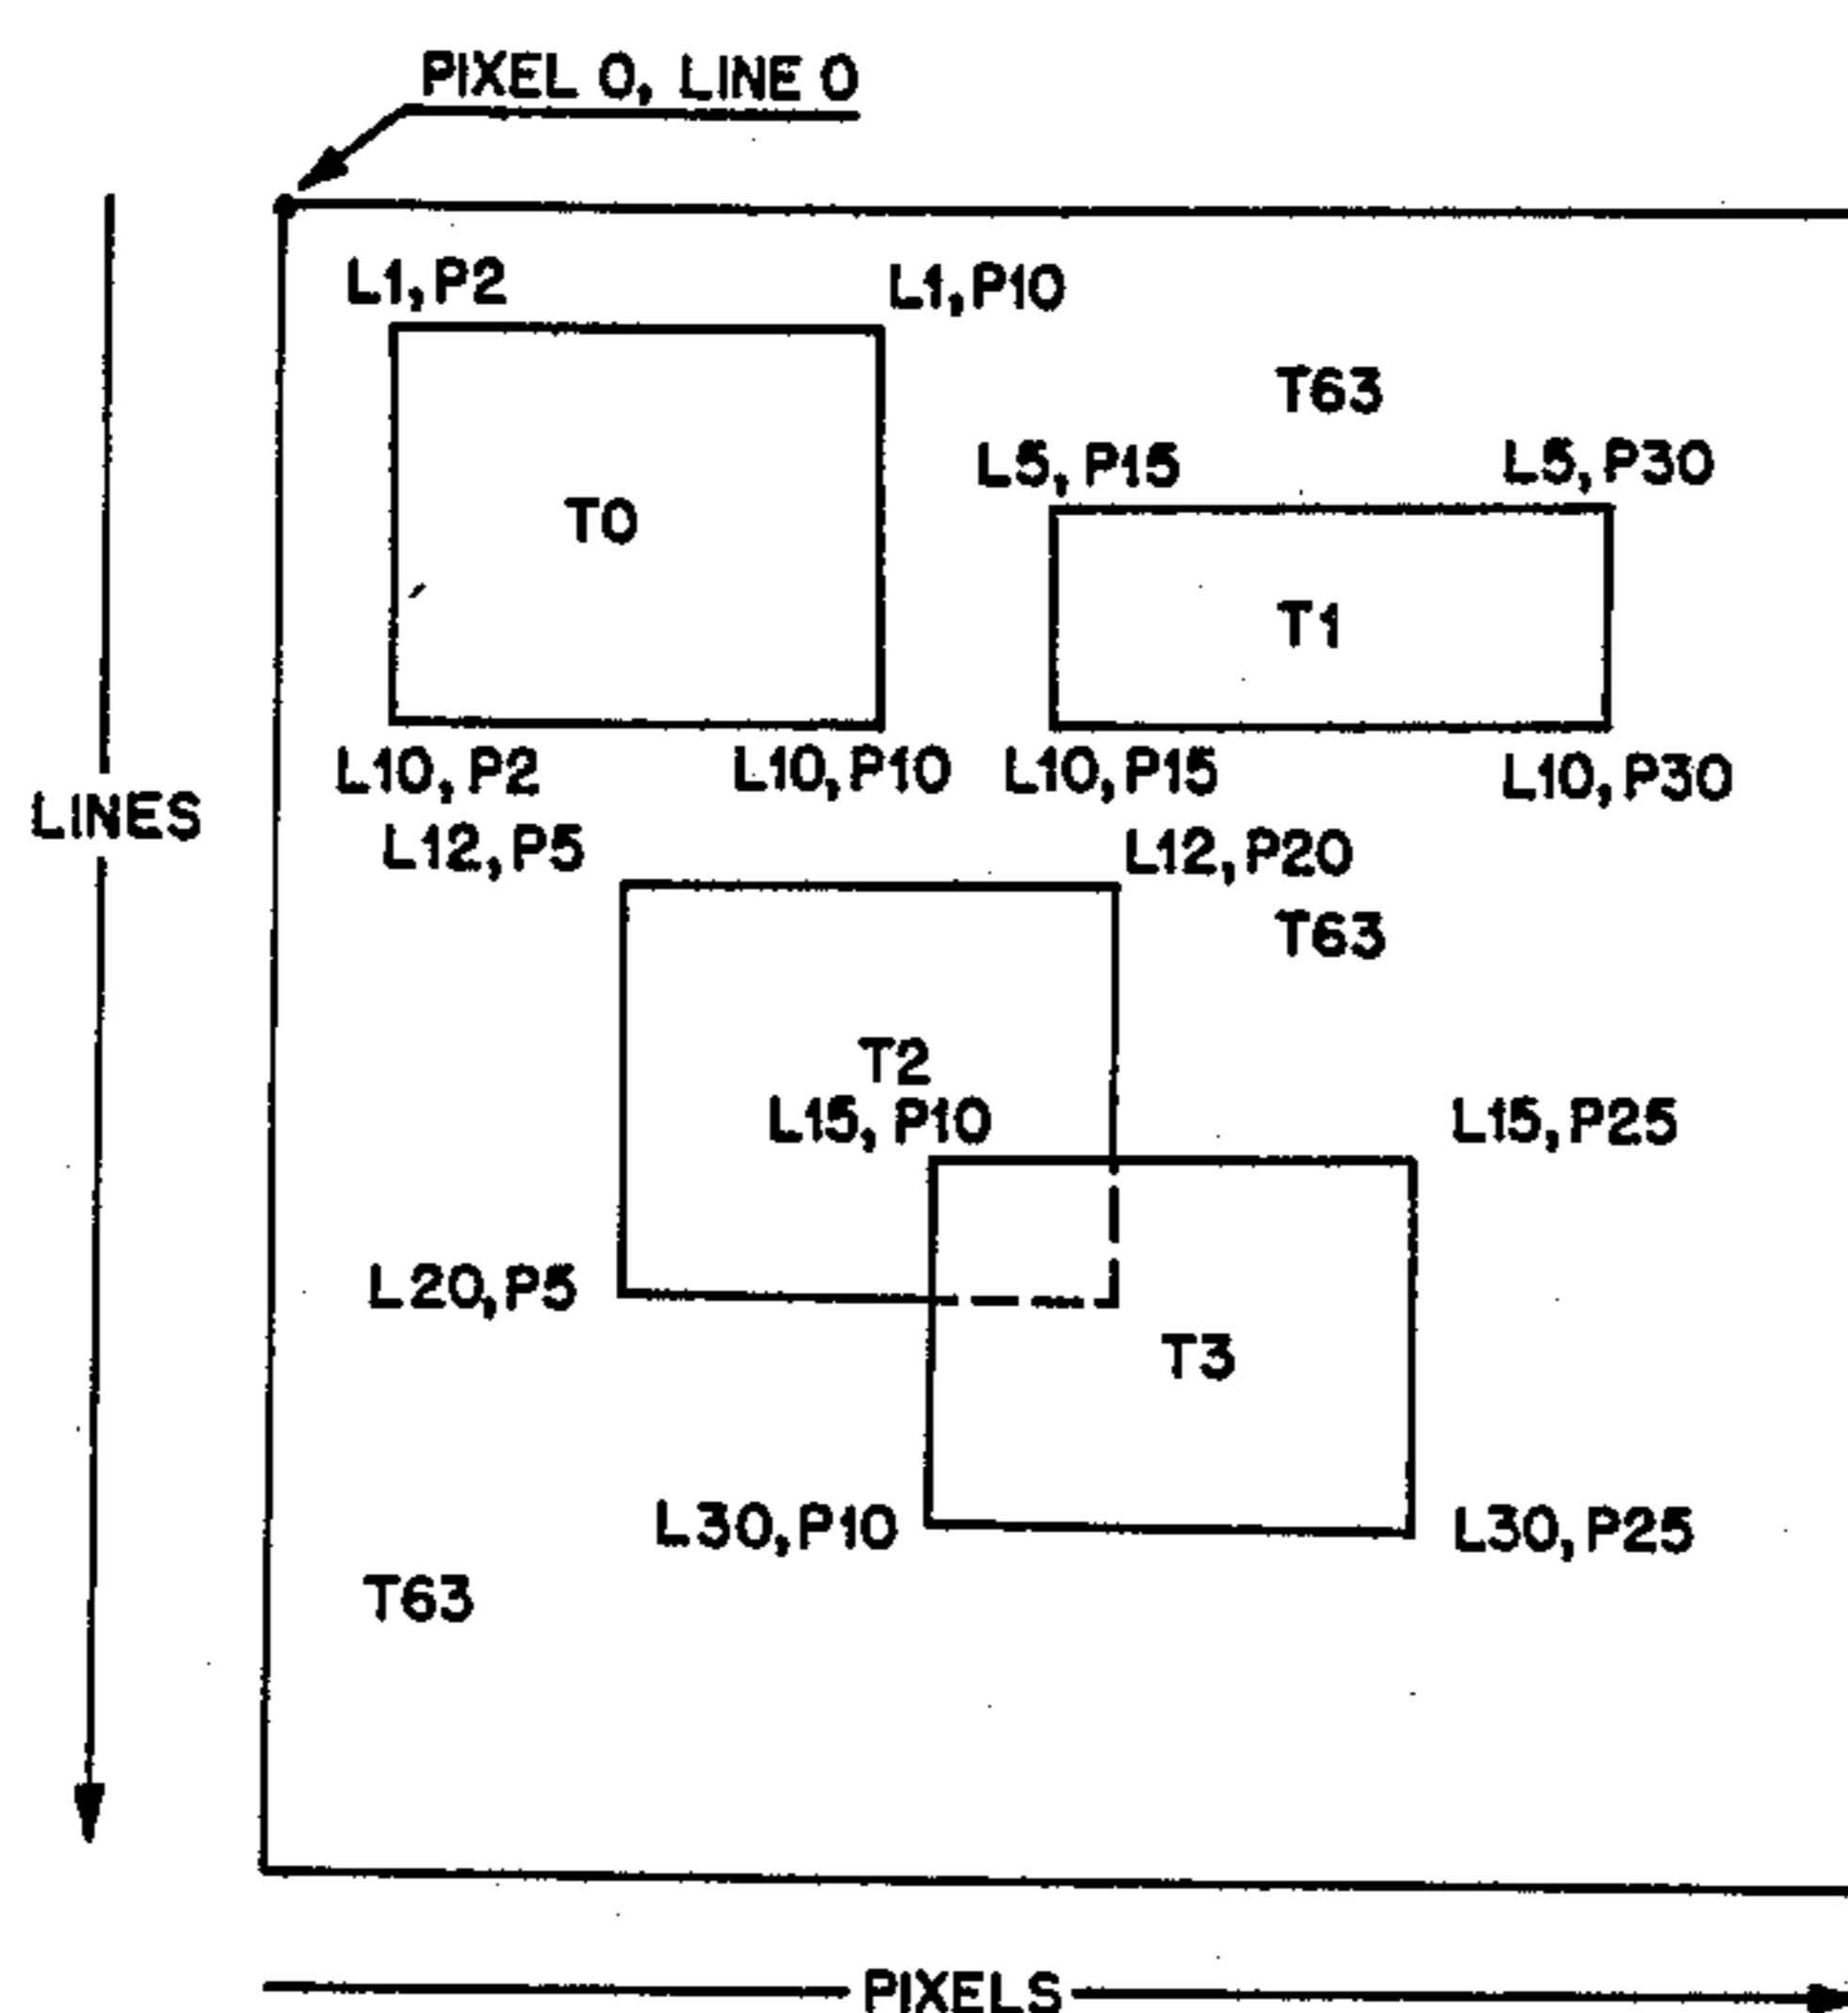 PIXEL 0, LINE 0
L1,P2
L1,P10
T63
L5,P15
L5,P30
T0
T1
L10,P2
L10,P10
L10,P15
L10,P30
LINES
L12,P5
L12,P20
T63
T2
L15,P10
L15,P25
L20,P5
T3
L30,P10
L30,P25
T63
PIXELS